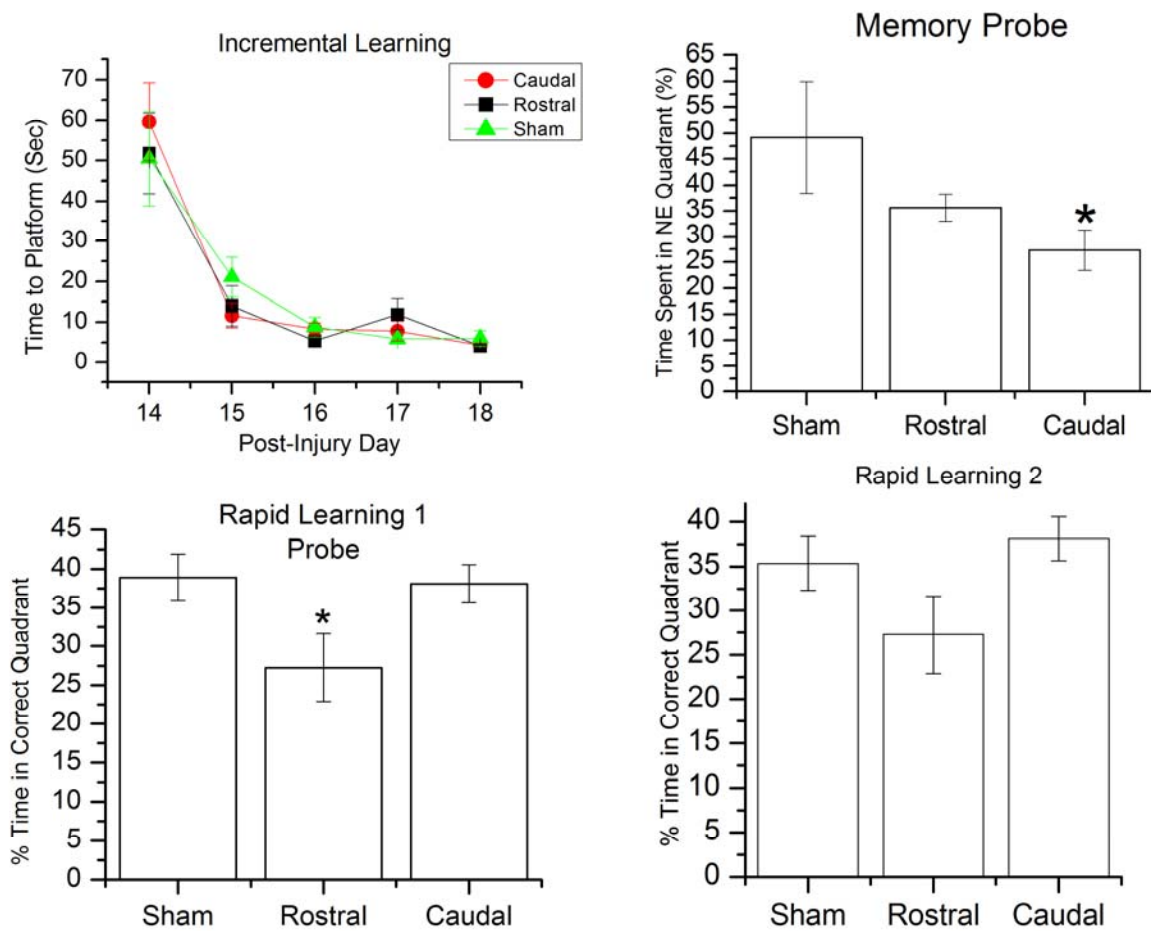 Incremental Learning
Time to Platform (Sec)
70
60
50
40
30
20
10
0
Caudal
Rostral
Sham
14 15 16 17 18
Post-Injury Day
Memory Probe
Time Spent in NE Quadrant (%)
65
60
55
50
45
40
35
30
25
20
15
10
5
0
*
Sham Rostral Caudal
Rapid Learning 1
Probe
% Time in Correct Quadrant
45
40
35
30
25
20
15
10
5
0
*
Sham Rostral Caudal
Rapid Learning 2
% Time in Correct Quadrant
40
35
30
25
20
15
10
5
0
Sham Rostral Caudal